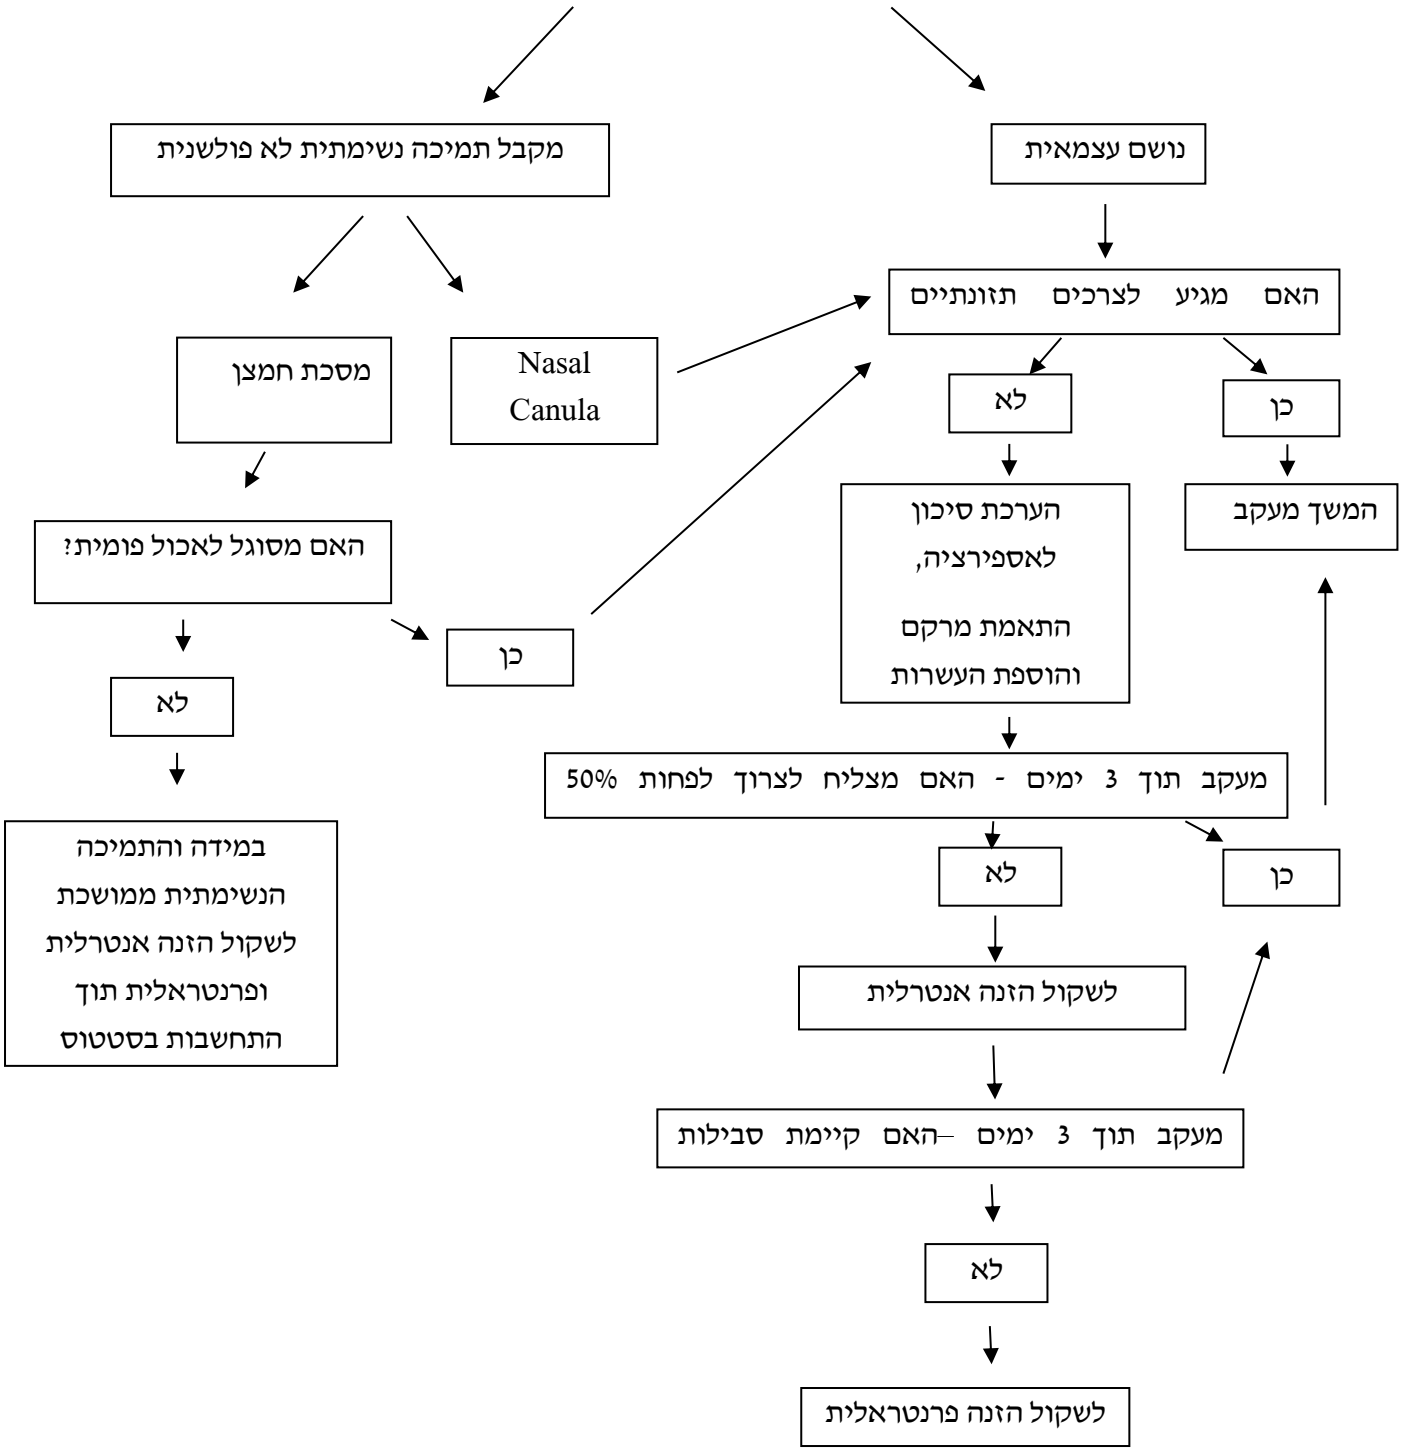 נושם עצמאית
מקבל תמיכה נשימתית לא פולשנית
האם מגיע לצרכים תזונתיים
Nasal
Canula
מסכת חמצן
כן
לא
המשך מעקב
הערכת סיכון
לאספירציה,
התאמת מרקם
והוספת העשרות
האם מסוגל לאכול פומית?
כן
לא
מעקב תוך 3 ימים - האם מצליח לצרוך לפחות 50%
כן
לא
במידה והתמיכה
הנשימתית ממושכת
לשקול הזנה אנטרלית
ופרנטראלית תוך
התחשבות בסטטוס
לשקול הזנה אנטרלית
מעקב תוך 3 ימים –האם קיימת סבילות
לא
לשקול הזנה פרנטראלית